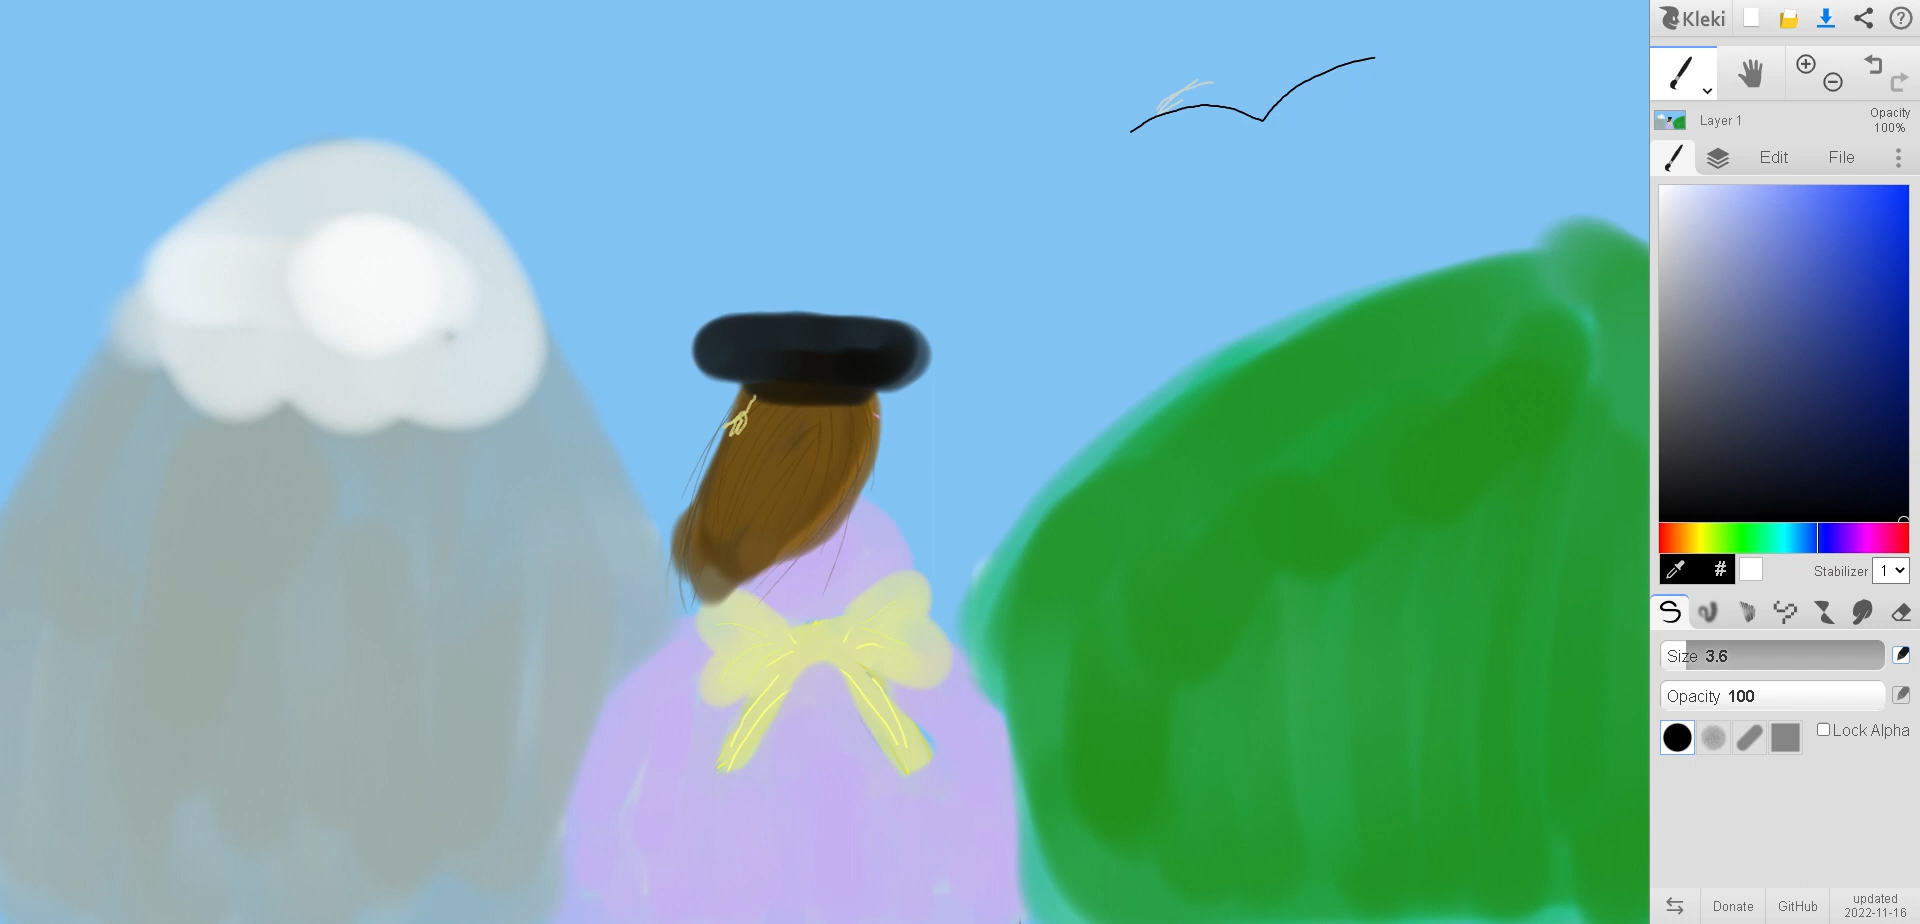 Kleki
Layer 1
Opacity
100%
Edit
File
#
Stabilizer
1
Size 3.6
Opacity 100
Lock Alpha
Donate
GitHub
updated
2022-11-16